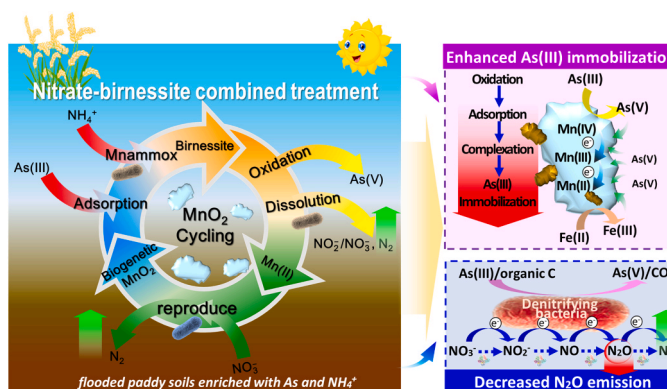 Nitrate-birnessite combined treatment
NH₄⁺
As(III)
Mnammox
Birnessite
Oxidation
As(V)
Adsorption
MnO₂
Cycling
Dissolution
NO₂⁻/NO₃⁻, N₂
Biogenetic
MnO₂
Mn(II)
reproduce
N₂
NO₃⁻
flooded paddy soils enriched with As and NH₄⁺
Enhanced As(III) immobilization
Oxidation
Adsorption
Complexation
As(III)
Immobilization
As(III)
As(V)
Mn(IV)
e⁻
Mn(III)
As(V)
e⁻
Mn(II)
As(V)
Fe(II)
Fe(III)
As(III)/organic C
As(V)/CO
Denitrifying
bacteria
e⁻
e⁻
e⁻
e⁻
NO₃⁻
NO₂⁻
NO
N₂O
N
Decreased N₂O emission